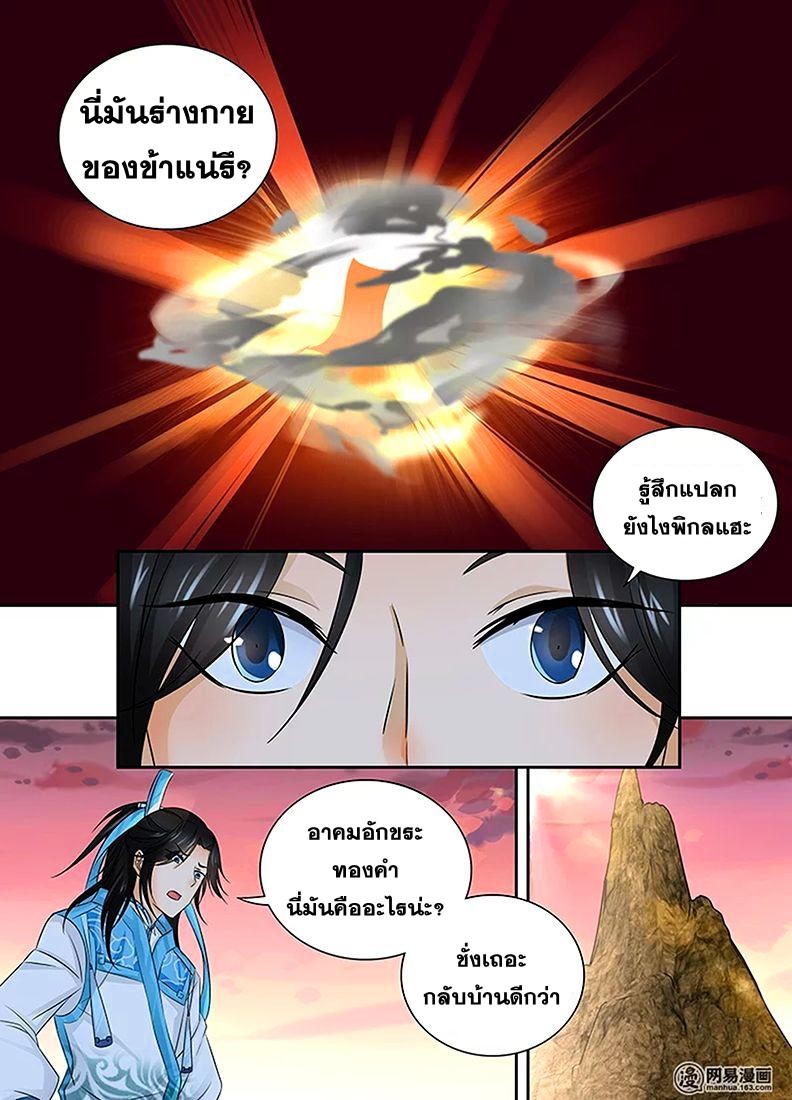 นี่มันร่างกาย
ของข้าแน่รึ?
รู้สึกแปลก
ยังไงพิกลแฮะ
อาคมอักขระ
ทองคำ
นี่มันคืออะไรน่ะ?
ชั่งเถอะ
กลับบ้านดีกว่า
漫 网易漫画
manhua.163.com